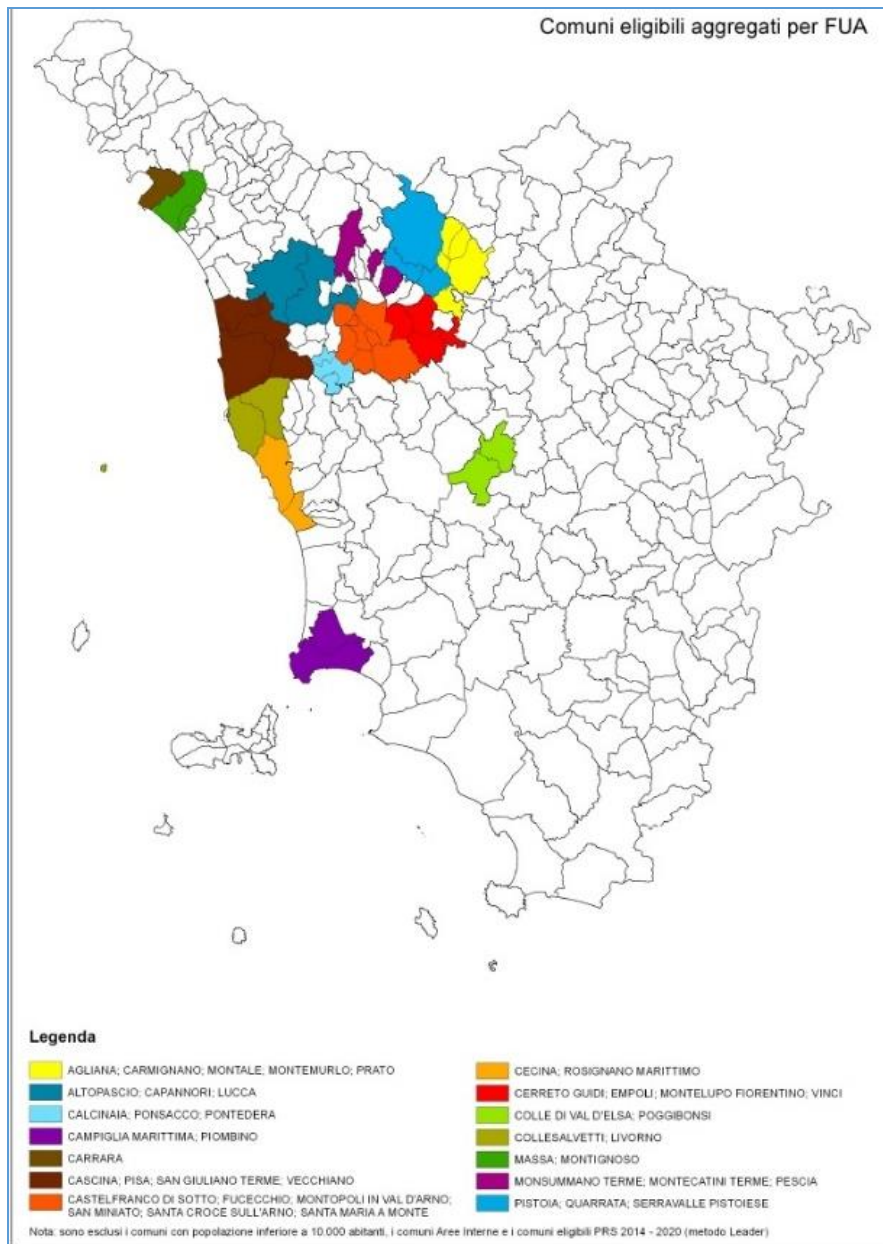 Comuni eligibili aggregati per FUA
Legenda
AGLIANA; CARMIGNANO; MONTALE; MONTEMURLO; PRATO
ALTOPASCIO; CAPANNORI; LUCCA
CALCINAIA; PONSACCO; PONTEDERA
CAMPIGLIA MARITTIMA; PIOMBINO
CARRARA
CASCINA; PISA; SAN GIULIANO TERME; VECCHIANO
CASTELFRANCO DI SOTTO; FUCECCHIO; MONTOPOLI IN VAL D'ARNO;
SAN MINIATO; SANTA CROCE SULL'ARNO; SANTA MARIA A MONTE
CECINA; ROSIGNANO MARITTIMO
CERRETO GUIDI; EMPOLI; MONTELUPO FIORENTINO; VINCI
COLLE DI VAL D'ELSA; POGGIBONSI
COLLESALVETTI; LIVORNO
MASSA; MONTIGNOSO
MONSUMMANO TERME; MONTECATINI TERME; PESCIA
PISTOIA; QUARRATA; SERRAVALLE PISTOIESE
Nota: sono esclusi i comuni con popolazione inferiore a 10.000 abitanti, i comuni Aree Interne e i comuni eligibili PRS 2014 - 2020 (metodo Leader)